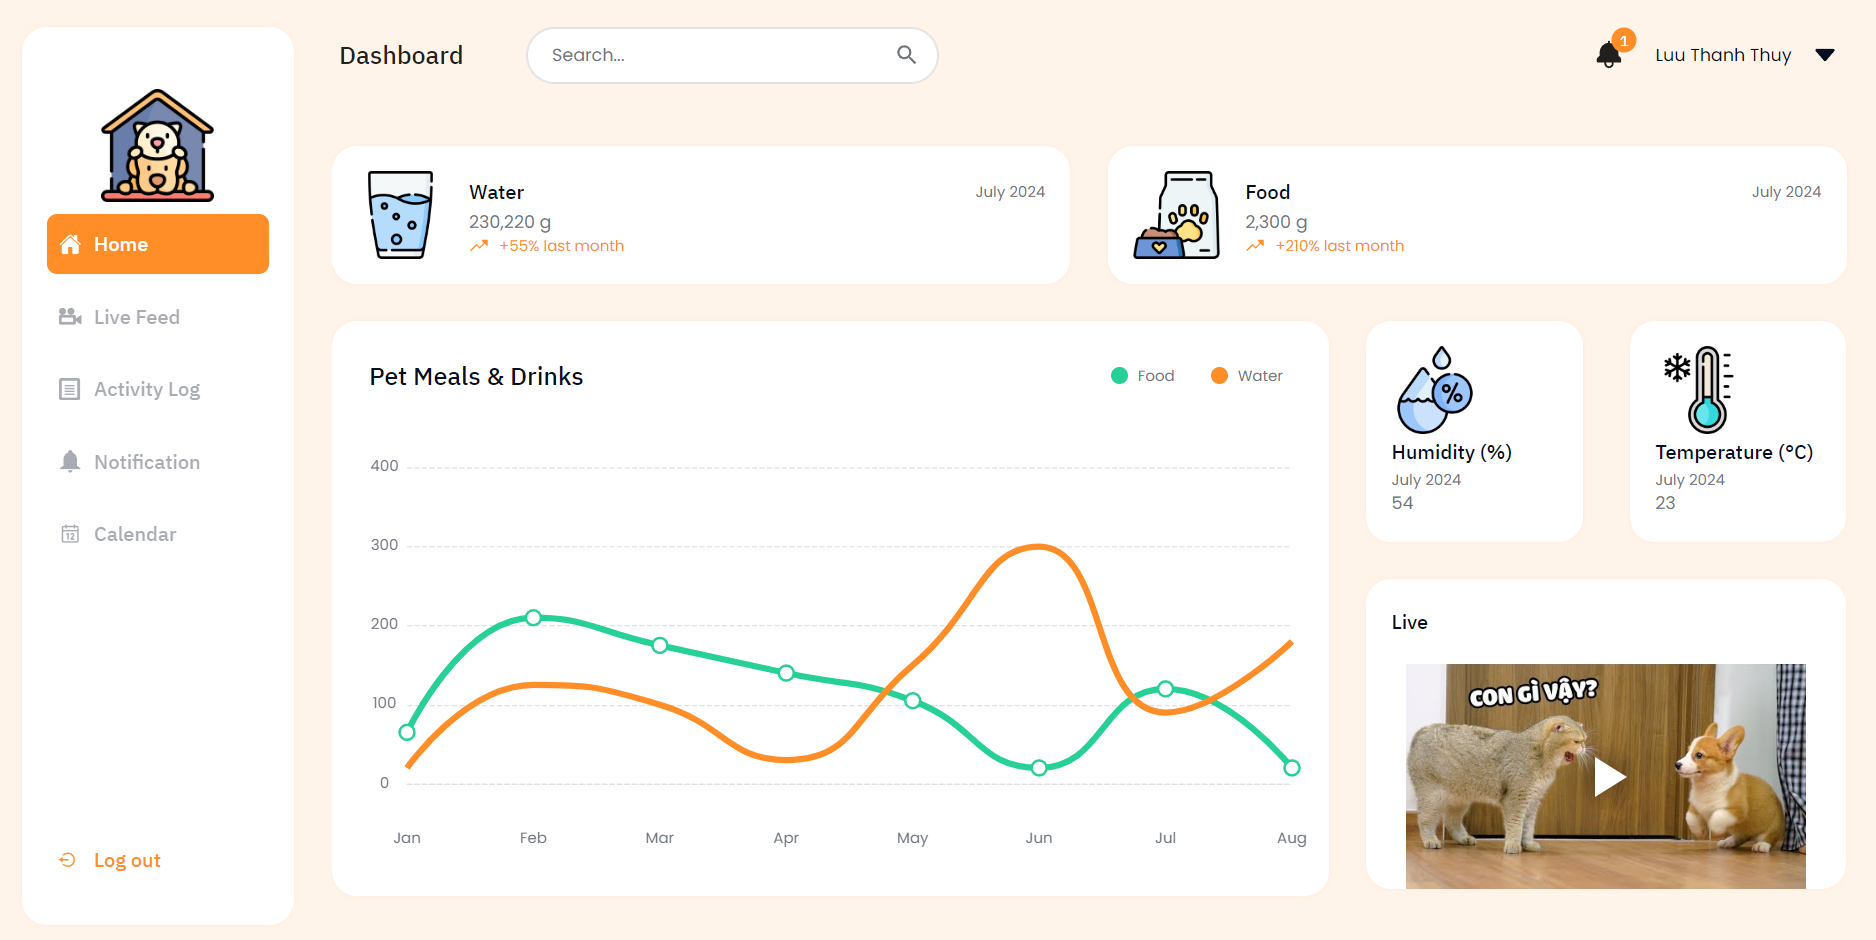 Dashboard
Search...
1
Luu Thanh Thuy
Home
Live Feed
Activity Log
Notification
12
Calendar
Log out
Water
July 2024
230,220 g
+55% last month
Food
July 2024
2,300 g
+210% last month
Pet Meals & Drinks
Food
Water
400
300
200
100
0
Jan
Feb
Mar
Apr
May
Jun
Jul
Aug
%
Humidity (%)
July 2024
54
Temperature (°C)
July 2024
23
Live
CON GÌ VẬY?